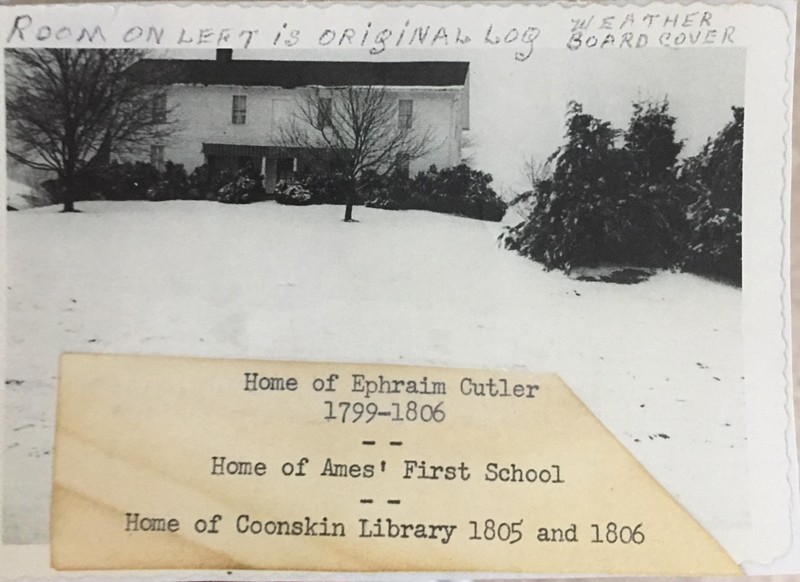 ROOM ON LEFT iS ORiGiNAL LOG WEATHER
BOARD COVER
Home of Ephraim Cutler
1799-1806
--
Home of Ames' First School
--
Home of Coonskin Library 1805 and 1806